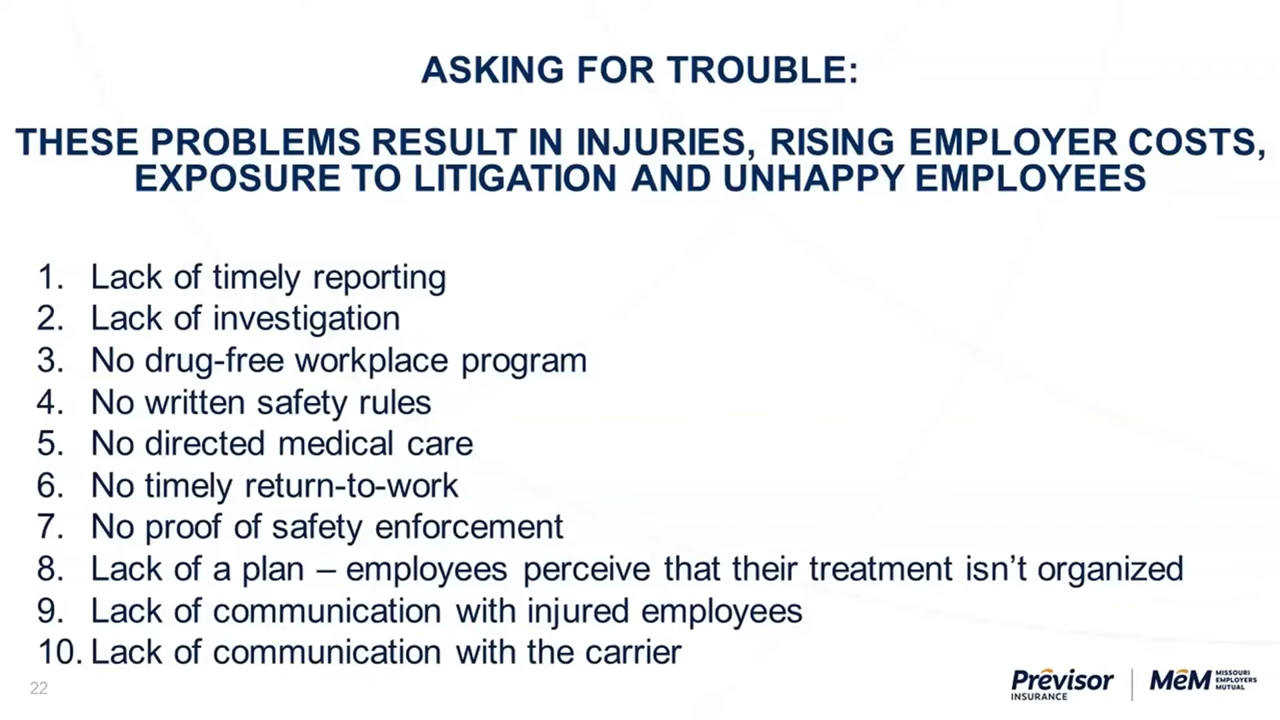 ASKING FOR TROUBLE:
THESE PROBLEMS RESULT IN INJURIES, RISING EMPLOYER COSTS,
EXPOSURE TO LITIGATION AND UNHAPPY EMPLOYEES
1. Lack of timely reporting
2. Lack of investigation
3. No drug-free workplace program
4. No written safety rules
5. No directed medical care
6. No timely return-to-work
7. No proof of safety enforcement
8. Lack of a plan – employees perceive that their treatment isn’t organized
9. Lack of communication with injured employees
10. Lack of communication with the carrier
22
Prēvisor
INSURANCE
MēM
MISSOURI
EMPLOYERS
MUTUAL